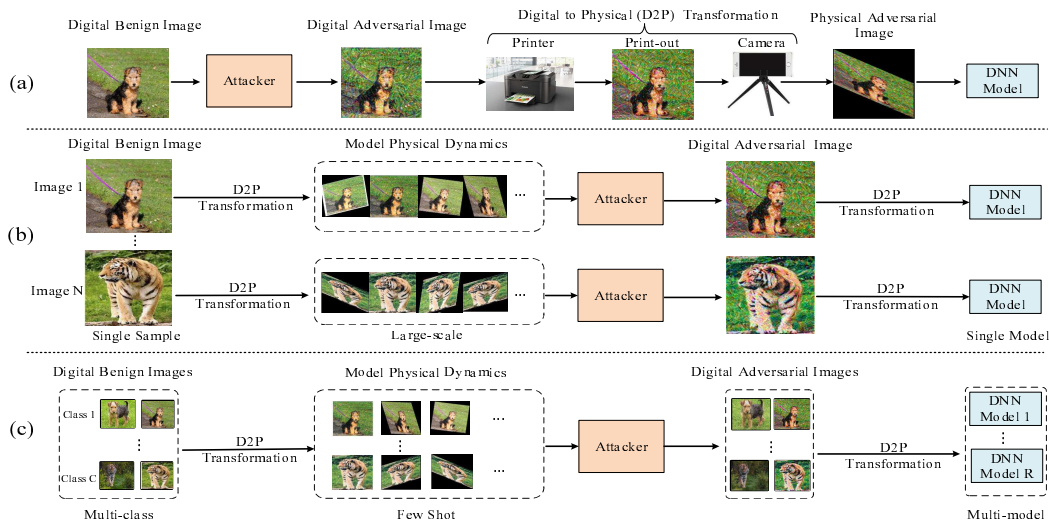 Digital Benign Image
Digital Adversarial Image
Digital to Physical (D2P) Transformation
Physical Adversarial
Image
Printer
Print-out
Camera
(a)
Attacker
DNN
Model
Digital Benign Image
Model Physical Dynamics
Digital Adversarial Image
(b)
Image 1
D2P
Transformation
...
Attacker
D2P
Transformation
DNN
Model
Image N
D2P
Transformation
...
Attacker
D2P
Transformation
DNN
Model
Single Sample
Large-scale
Single Model
Digital Benign Images
Model Physical Dynamics
Digital Adversarial Images
(c)
Class 1
Class C
D2P
Transformation
...
...
Attacker
D2P
Transformation
DNN
Model 1
DNN
Model R
Multi-class
Few Shot
Multi-model